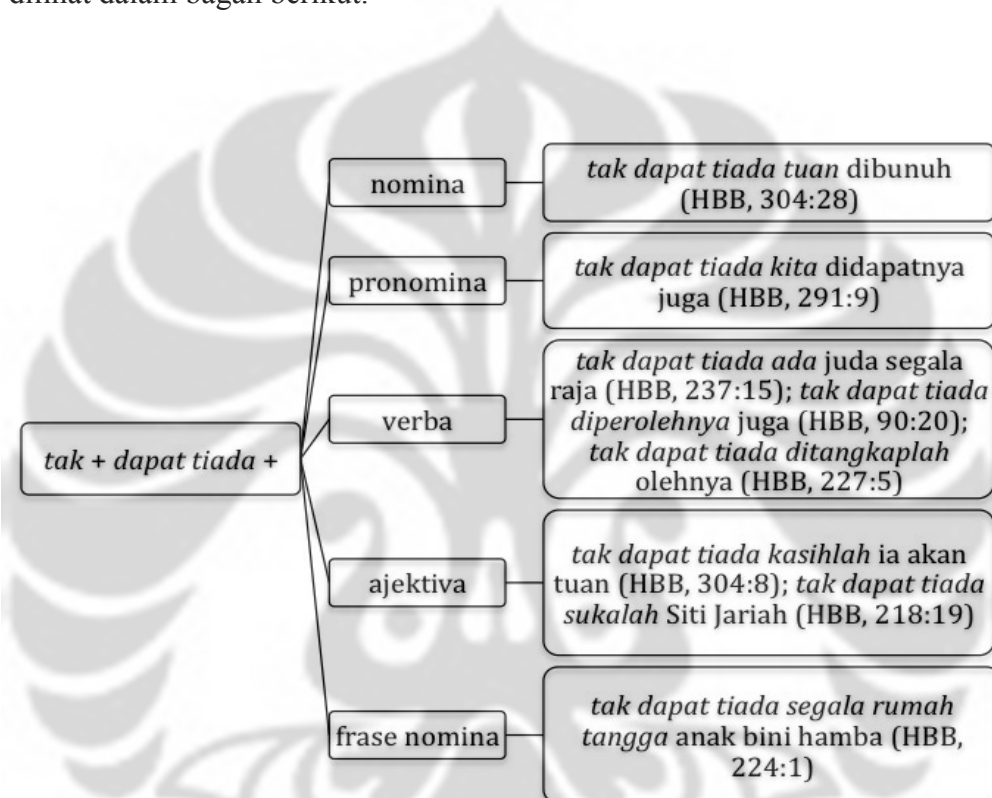 dilihat dalam bagan berikut.
nomina
tak dapat tiada tuan dibunuh
(HBB, 304:28)
pronomina
tak dapat tiada kita didapatnya
juga (HBB, 291:9)
tak + dapat tiada +
verba
tak dapat tiada ada juda segala
raja (HBB, 237:15); tak dapat tiada
diperolehnya juga (HBB, 90:20);
tak dapat tiada ditangkaplah
olehnya (HBB, 227:5)
ajektiva
tak dapat tiada kasihlah ia akan
tuan (HBB, 304:8); tak dapat tiada
sukalah Siti Jariah (HBB, 218:19)
frase nomina
tak dapat tiada segala rumah
tangga anak bini hamba (HBB,
224:1)